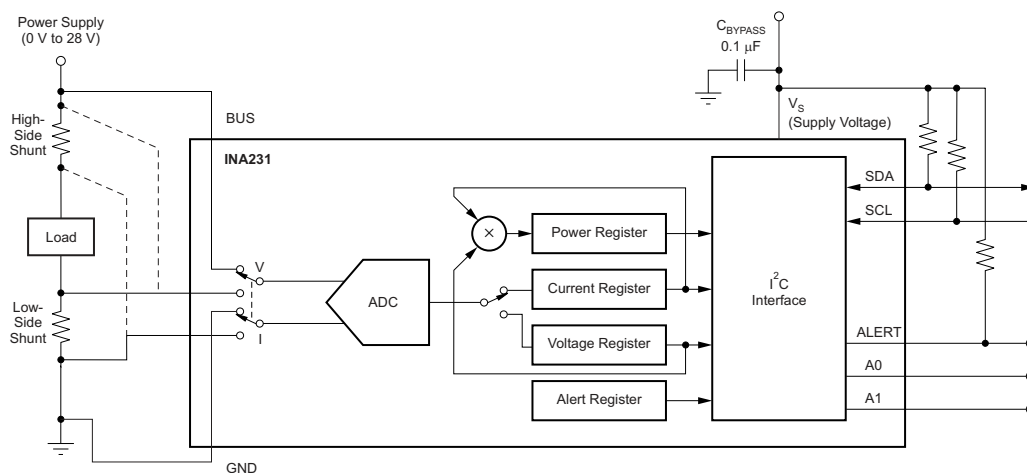 Power Supply
(0 V to 28 V)
C_BYPASS
0.1 μF
V_S
(Supply Voltage)
High-
Side
Shunt
BUS
INA231
SDA
SCL
Load
V
×
Power Register
ADC
Current Register
I²C
Interface
Low-
Side
Shunt
I
Voltage Register
ALERT
A0
Alert Register
A1
GND